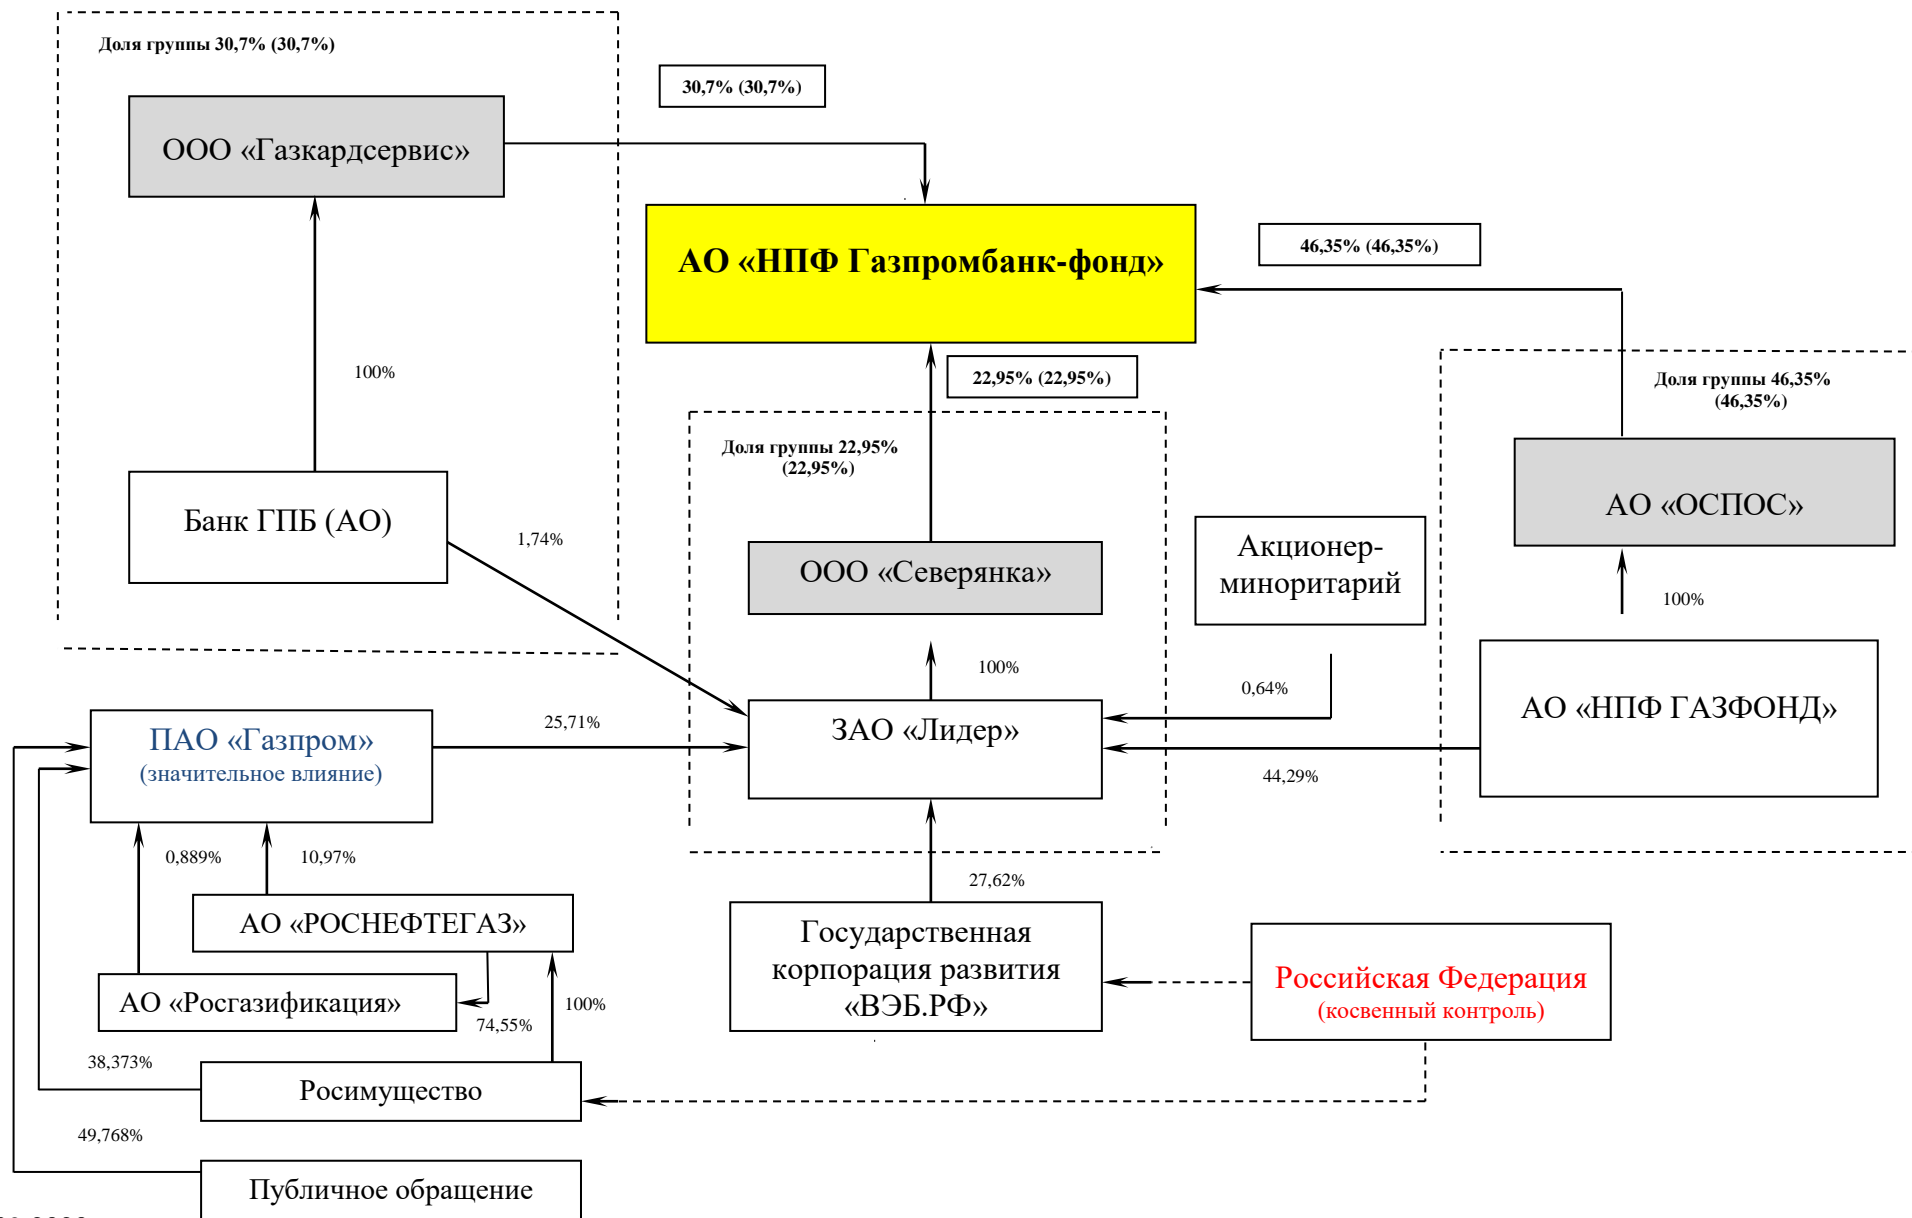 Доля группы 30,7% (30,7%)
30,7% (30,7%)
ООО «Газкардсервис»
АО «НПФ Газпромбанк-фонд»
46,35% (46,35%)
100%
22,95% (22,95%)
Доля группы 46,35%
(46,35%)
Доля группы 22,95%
(22,95%)
АО «ОСПОС»
Банк ГПБ (АО)
1,74%
ООО «Северянка»
Акционер-
миноритарий
100%
100%
0,64%
АО «НПФ ГАЗФОНД»
ПАО «Газпром»
(значительное влияние)
25,71%
ЗАО «Лидер»
44,29%
0,889%
10,97%
27,62%
АО «РОСНЕФТЕГАЗ»
Государственная
корпорация развития
«ВЭБ.РФ»
Российская Федерация
(косвенный контроль)
АО «Росгазификация»
100%
74,55%
38,373%
Росимущество
49,768%
Публичное обращение